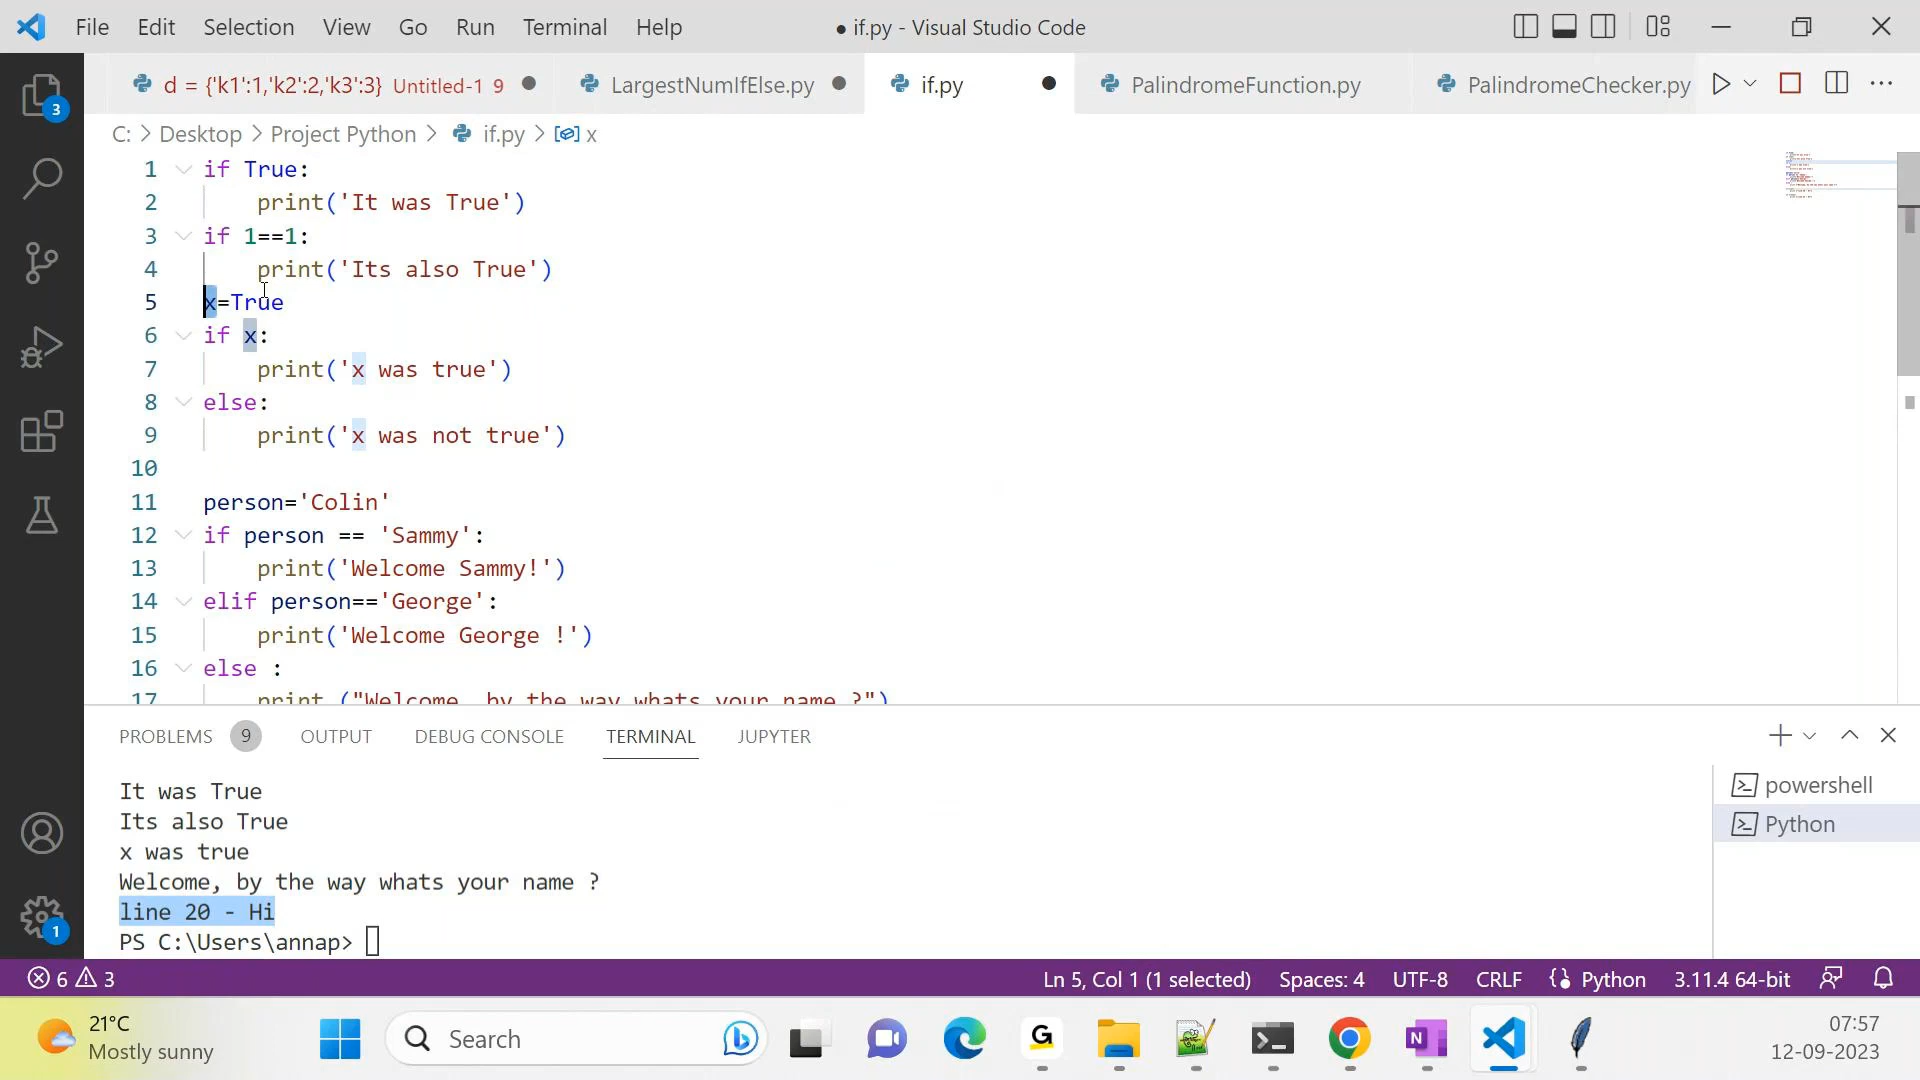 File Edit Selection View Go Run Terminal Help ● if.py - Visual Studio Code
d = {'k1':1,'k2':2,'k3':3} Untitled-1 9 LargestNumIfElse.py if.py PalindromeFunction.py PalindromeChecker.py
C: > Desktop > Project Python > if.py > x
1 if True:
2 print('It was True')
3 if 1==1:
4 print('Its also True')
5 x=True
6 if x:
7 print('x was true')
8 else:
9 print('x was not true')
10
11 person='Colin'
12 if person == 'Sammy':
13 print('Welcome Sammy!')
14 elif person=='George':
15 print('Welcome George !')
16 else :
17 print ("Welcome, by the way whats your name ?")
3
1
PROBLEMS 9 OUTPUT DEBUG CONSOLE TERMINAL JUPYTER
It was True
Its also True
x was true
Welcome, by the way whats your name ?
line 20 - Hi
PS C:\Users\annap>
powershell
Python
6 3 Ln 5, Col 1 (1 selected) Spaces: 4 UTF-8 CRLF Python 3.11.4 64-bit
21°C
Mostly sunny
Search
G
N
07:57
12-09-2023